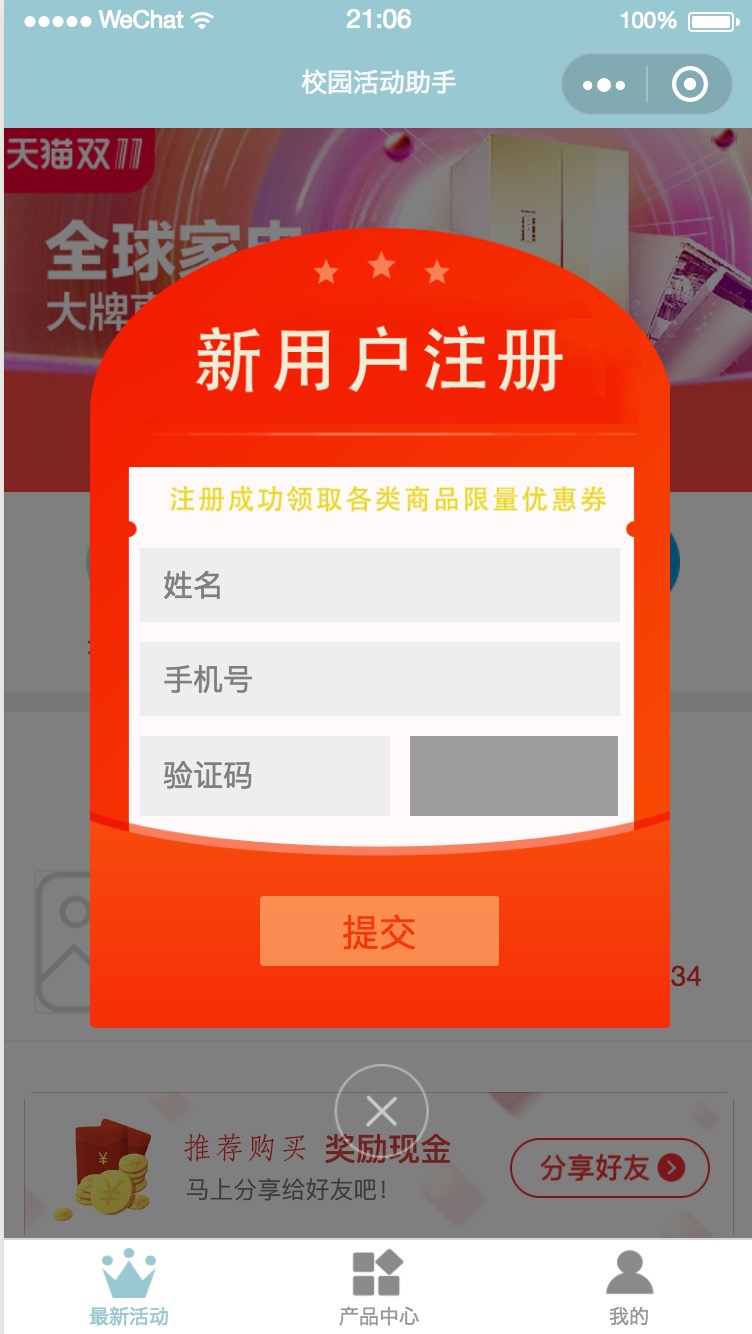 WeChat
21:06
100%
校园活动助手
天猫双11
全球家电
大牌
新用户注册
注册成功领取各类商品限量优惠券
姓名
手机号
验证码
提交
34
推荐购买 奖励现金
马上分享给好友吧!
分享好友
最新活动
产品中心
我的